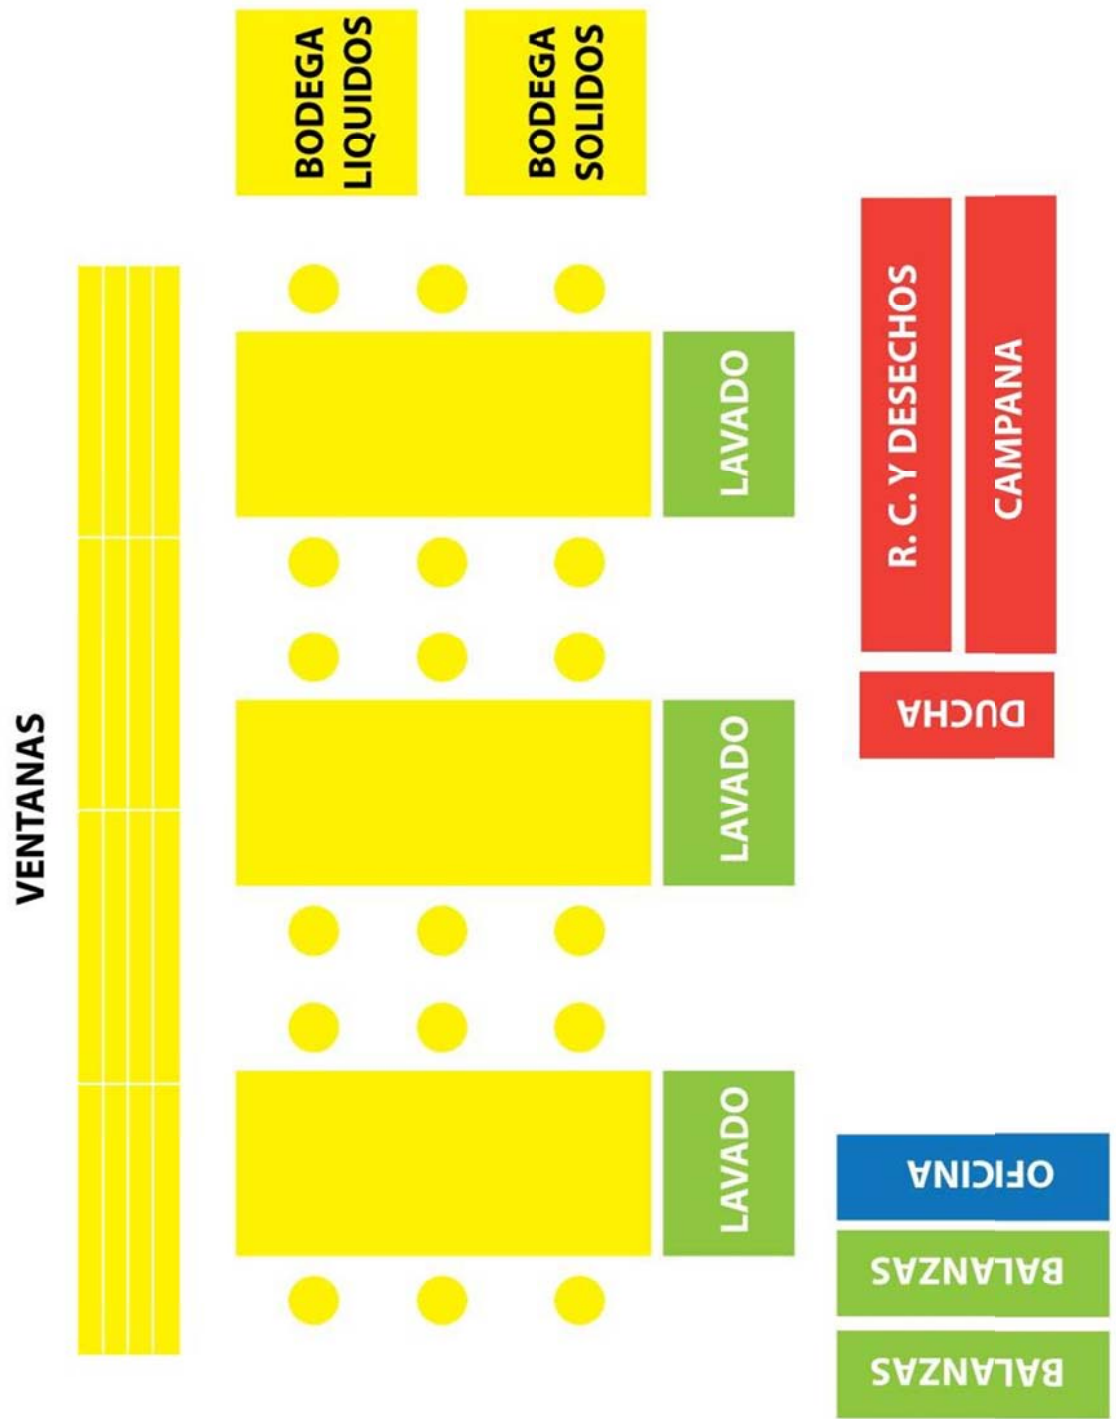 BODEGA
LIQUIDOS
BODEGA
SOLIDOS
VENTANAS
LAVADO
LAVADO
LAVADO
R. C. Y DESECHOS
CAMPANA
DUCHA
OFICINA
BALANZAS
BALANZAS